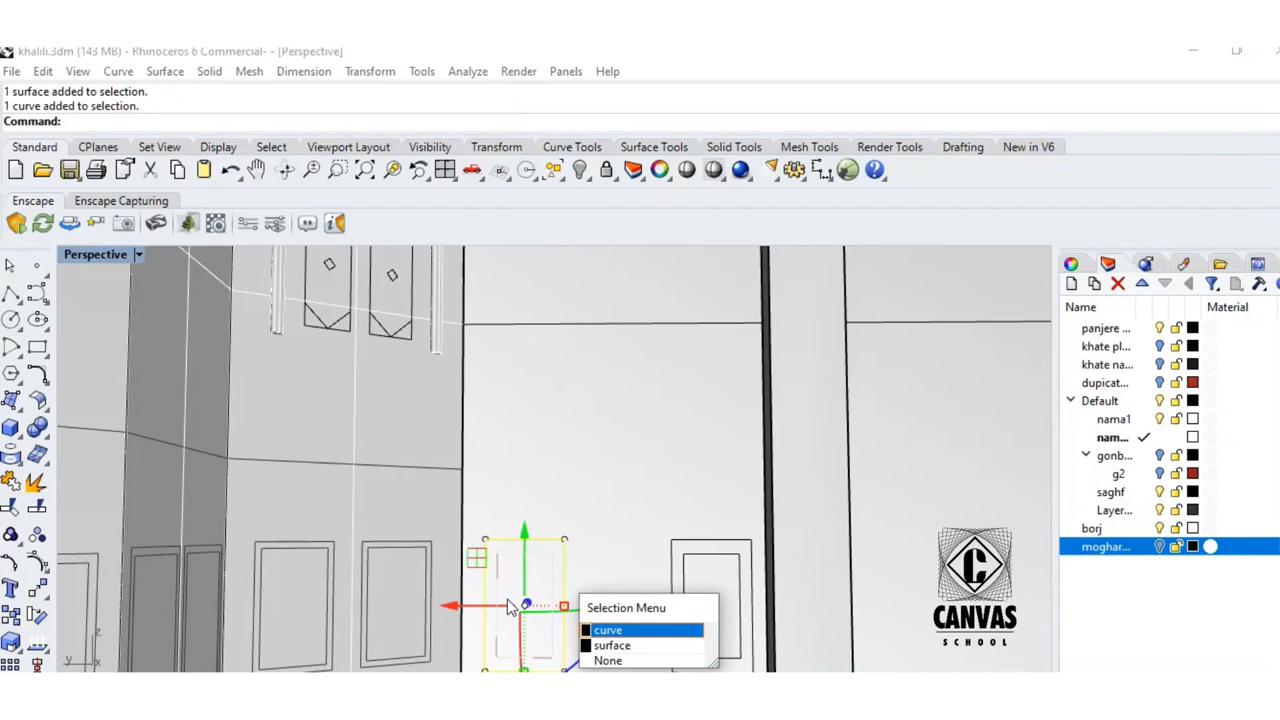 khalili.3dm (143 MB) - Rhinoceros 6 Commercial- - [Perspective]
File Edit View Curve Surface Solid Mesh Dimension Transform Tools Analyze Render Panels Help
1 surface added to selection.
1 curve added to selection.
Command:
Standard CPlanes Set View Display Select Viewport Layout Visibility Transform Curve Tools Surface Tools Solid Tools Mesh Tools Render Tools Drafting New in V6
Enscape Enscape Capturing
Perspective
Name Material
panjere ...
khate pl...
khate na...
dupicat...
Default
nama1
nam...
gonb...
g2
saghf
Layer...
borj
moghar...
Selection Menu
curve
surface
None
z
y x
CANVAS
SCHOOL